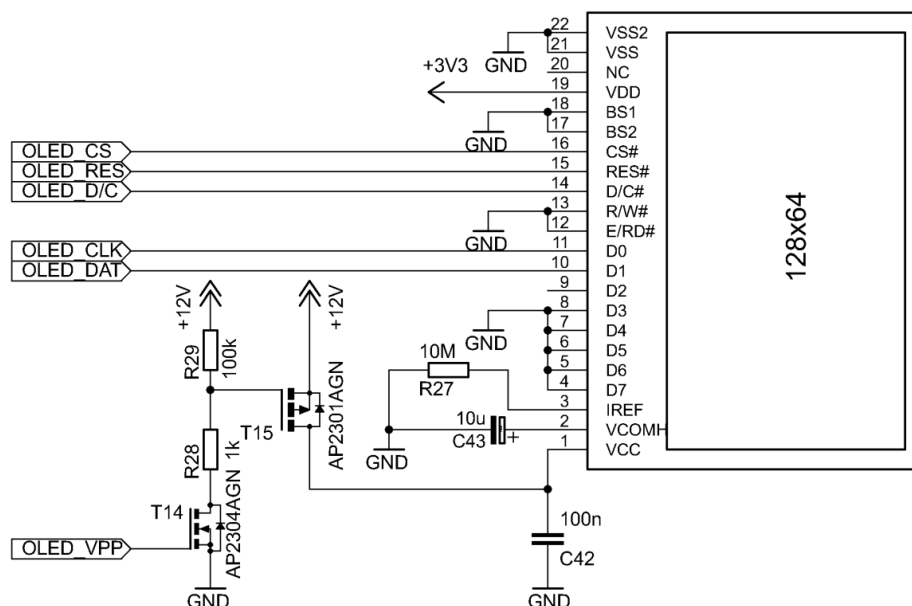 22 VSS2
21 VSS
GND
20 NC
+3V3
19 VDD
18 BS1
GND
17 BS2
OLED_CS 16 CS#
OLED_RES 15 RES#
OLED_D/C 14 D/C#
13 R/W#
GND
12 E/RD#
OLED_CLK 11 D0
OLED_DAT 10 D1
9 D2
8 D3
GND
7 D4
6 D5
5 D6
4 D7
3 IREF
2 VCOMH
1 VCC
128x64
+12V
+12V
R29
100k
T15
AP2301AGN
10M
R27
10u
C43
+
GND
R28
1k
T14
AP2304AGN
OLED_VPP
GND
100n
C42
GND